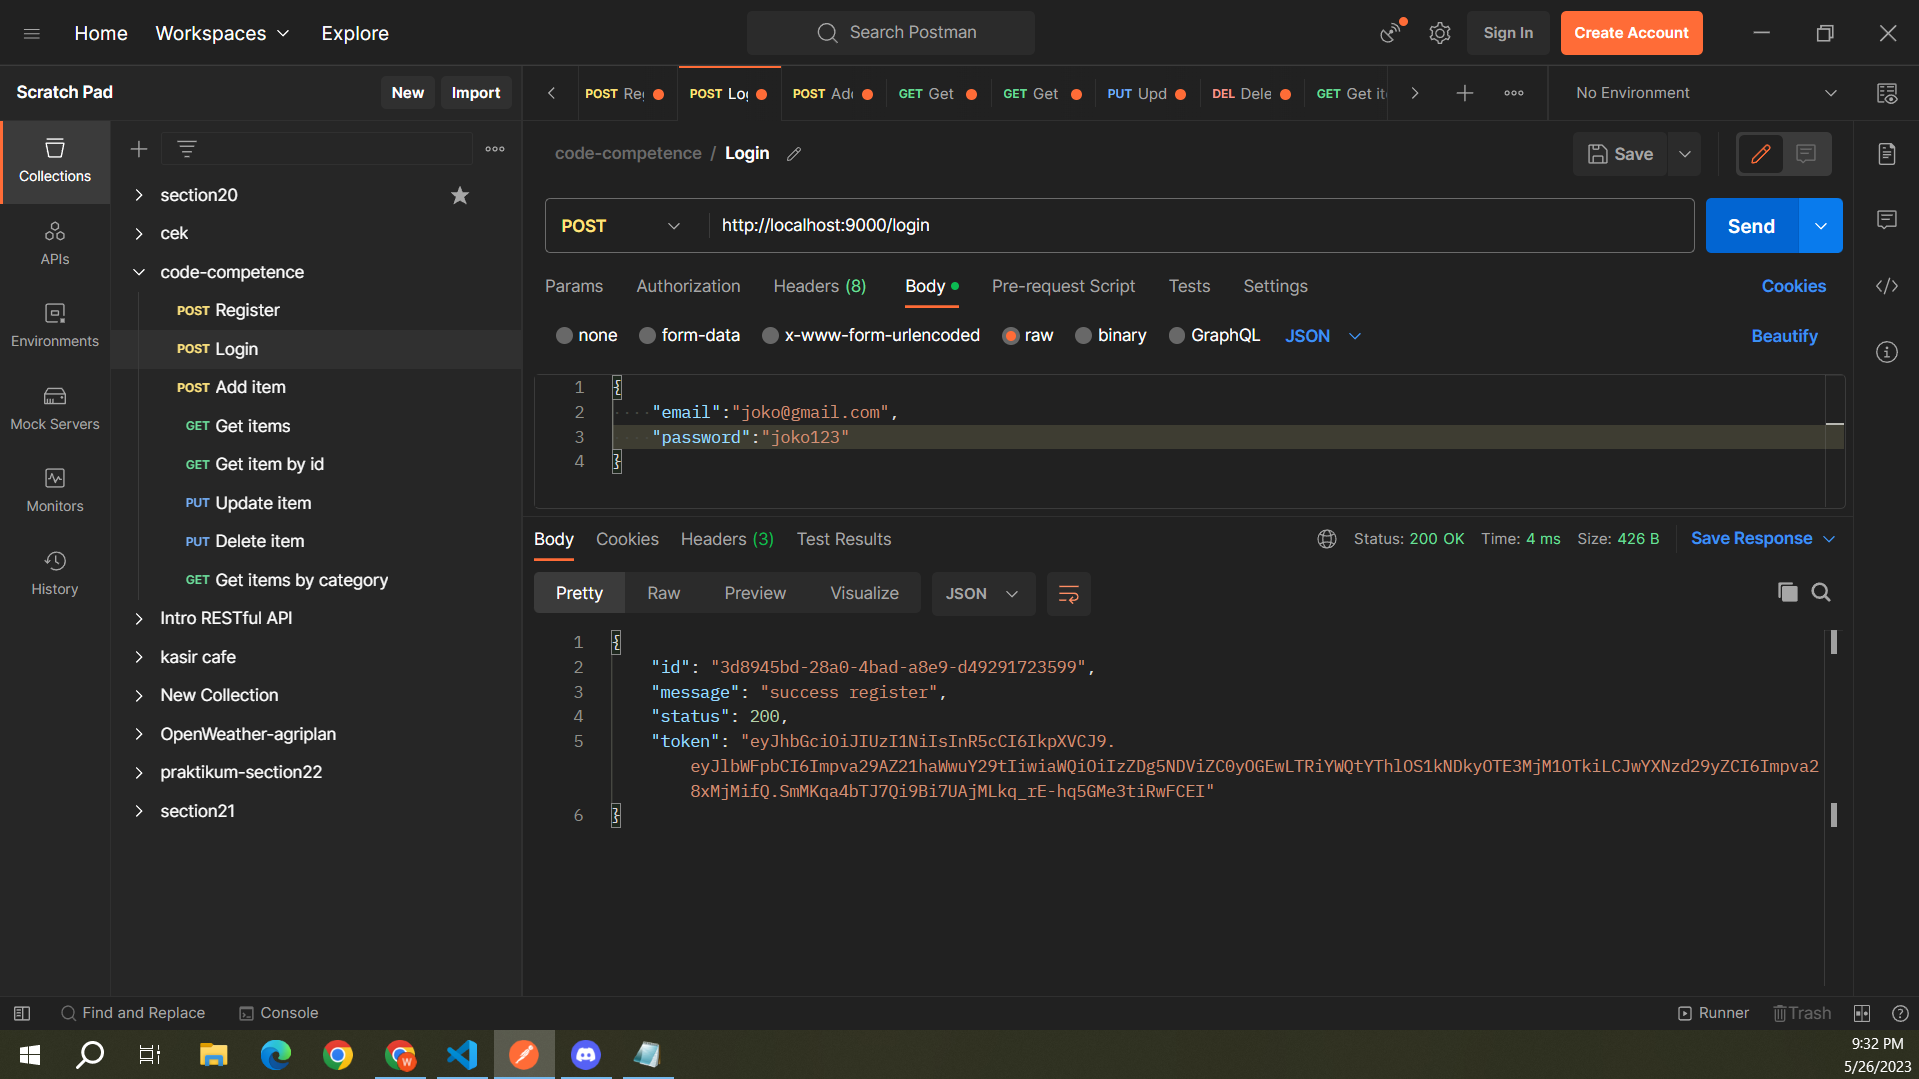 Home
Workspaces
Explore
Search Postman
Sign In
Create Account
Scratch Pad
New
Import
POST Re
POST Lo
POST Ad
GET Get
GET Get
PUT Upd
DEL Dele
GET Get it
No Environment
Collections
APIs
Environments
Mock Servers
Monitors
History
section20
cek
code-competence
POST Register
POST Login
POST Add item
GET Get items
GET Get item by id
PUT Update item
PUT Delete item
GET Get items by category
Intro RESTful API
kasir cafe
New Collection
OpenWeather-agriplan
praktikum-section22
section21
code-competence / Login
Save
POST
http://localhost:9000/login
Send
Params
Authorization
Headers (8)
Body
Pre-request Script
Tests
Settings
Cookies
none
form-data
x-www-form-urlencoded
raw
binary
GraphQL
JSON
Beautify
1 {
2 "email":"joko@gmail.com",
3 "password":"joko123"
4 }
Body
Cookies
Headers (3)
Test Results
Status: 200 OK
Time: 4 ms
Size: 426 B
Save Response
Pretty
Raw
Preview
Visualize
JSON
1 {
2 "id": "3d8945bd-28a0-4bad-a8e9-d49291723599",
3 "message": "success register",
4 "status": 200,
5 "token": "eyJhbGciOiJIUzI1NiIsInR5cCI6IkpXVCJ9.
eyJlbWFpbCI6Impva29AZ21haWwuY29tIiwiaWQiOiIzZDg5NDViZC0yOGEwLTRiYWQtYThlOS1kNDkyOTE3MjM1OTkiLCJwYXNzd29yZCI6Impva2
8xMjMifQ.SmMKqa4bTJ7Qi9Bi7UAjMLkq_rE-hq5GMe3tiRwFCEI"
6 }
Find and Replace
Console
Runner
Trash
9:32 PM
5/26/2023